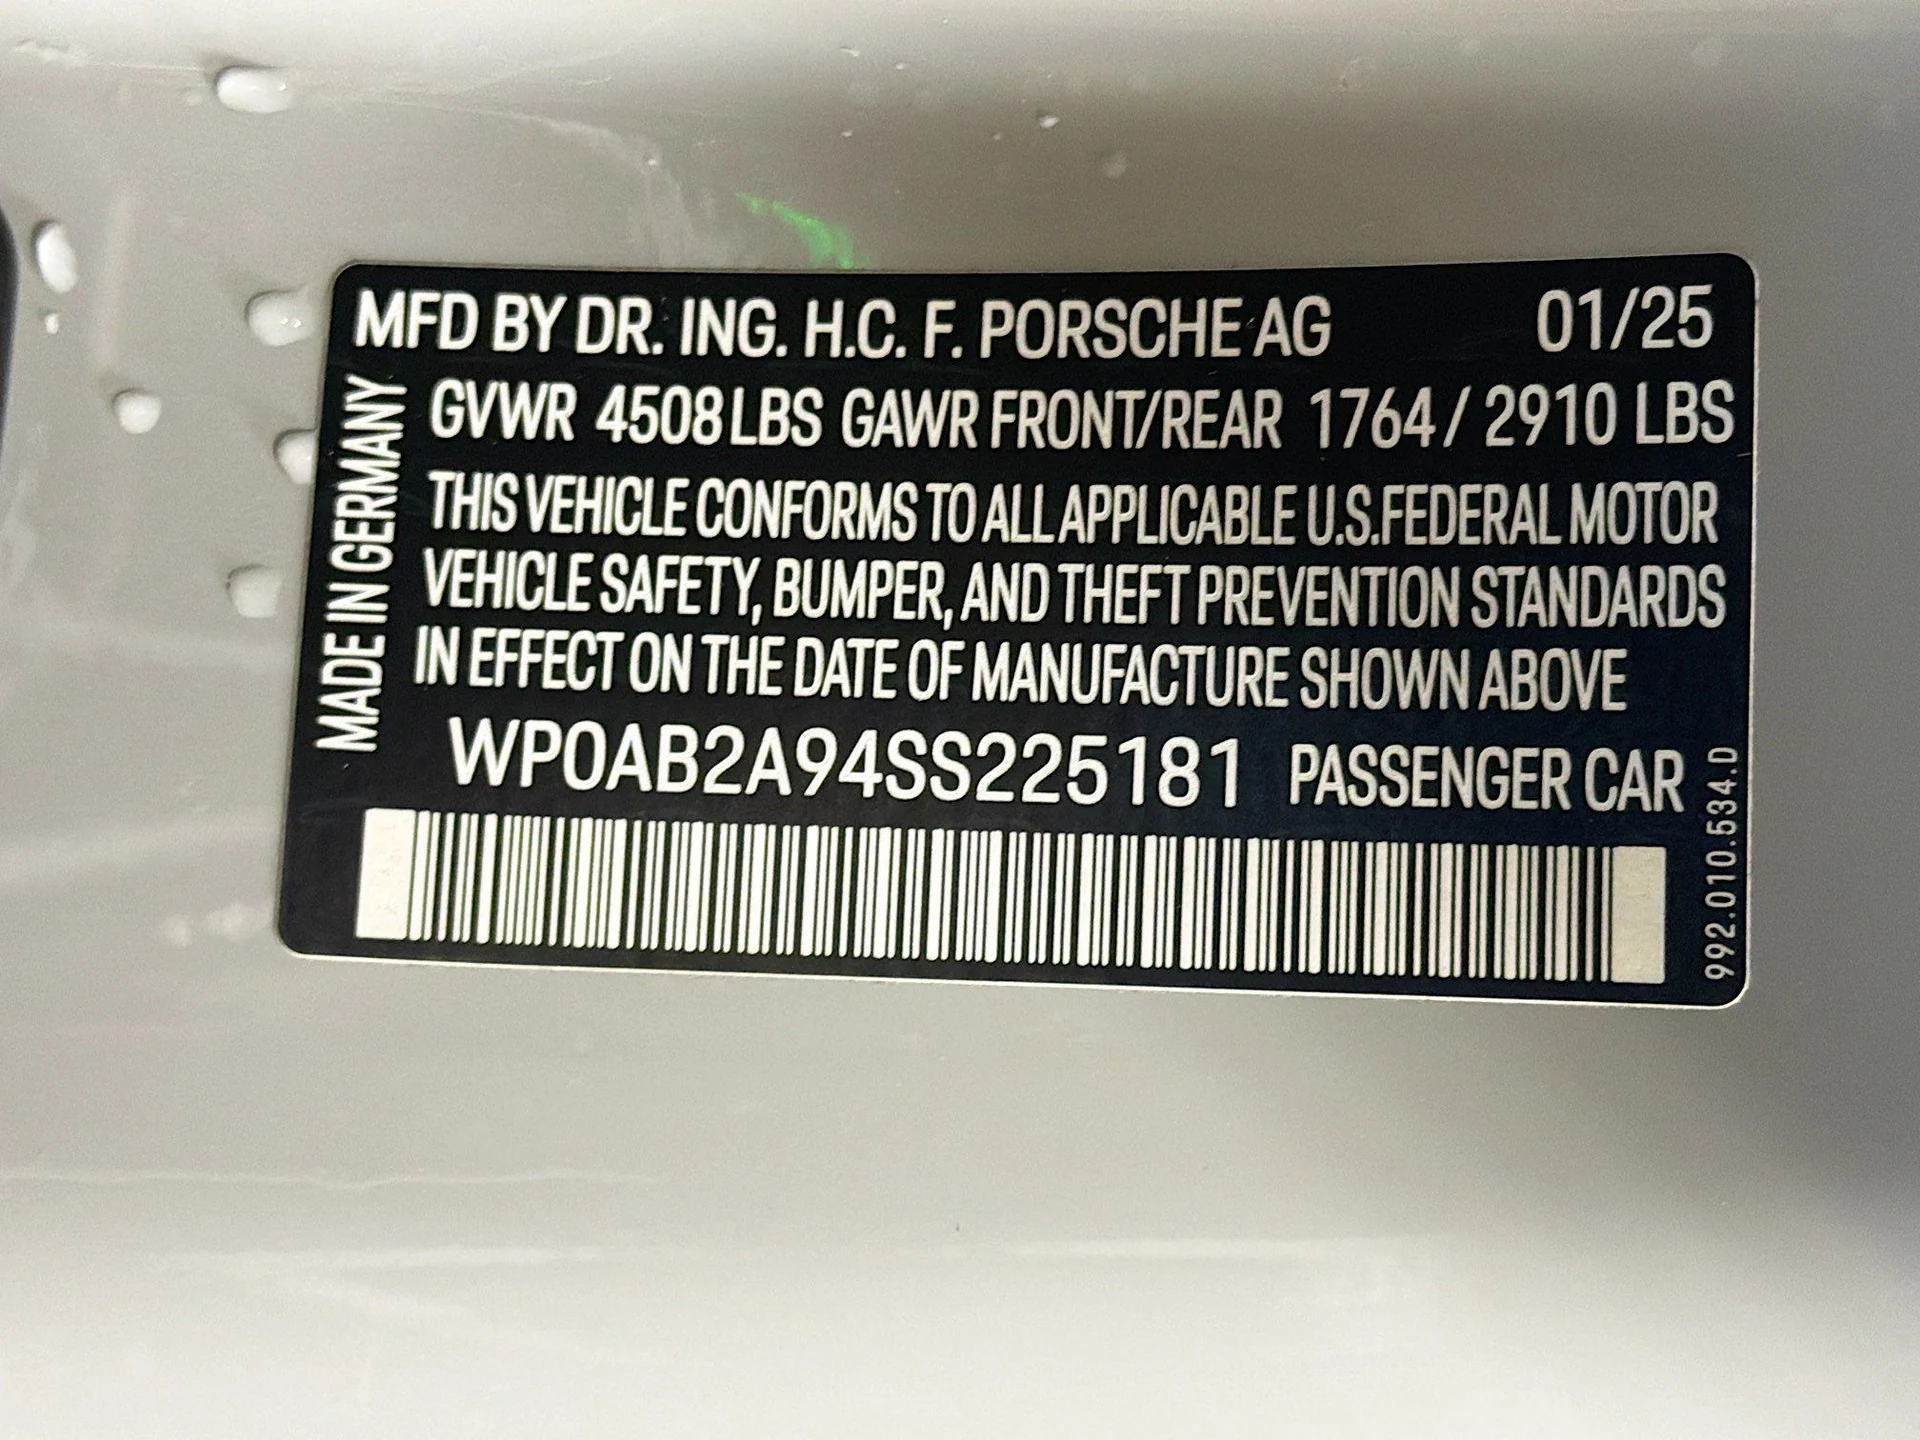 MFD BY DR. ING. H.C. F. PORSCHE AG 01/25
GVWR 4508 LBS GAWR FRONT/REAR 1764 / 2910 LBS
THIS VEHICLE CONFORMS TO ALL APPLICABLE U.S.FEDERAL MOTOR
VEHICLE SAFETY, BUMPER, AND THEFT PREVENTION STANDARDS
IN EFFECT ON THE DATE OF MANUFACTURE SHOWN ABOVE
WP0AB2A94SS225181 PASSENGER CAR
MADE IN GERMANY
992.010.534.D